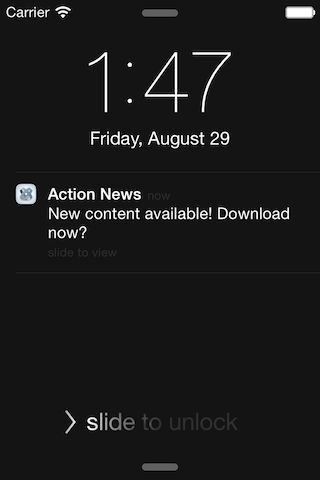 Carrier
1:47
Friday, August 29
Action News now
New content available! Download
now?
slide to view
slide to unlock